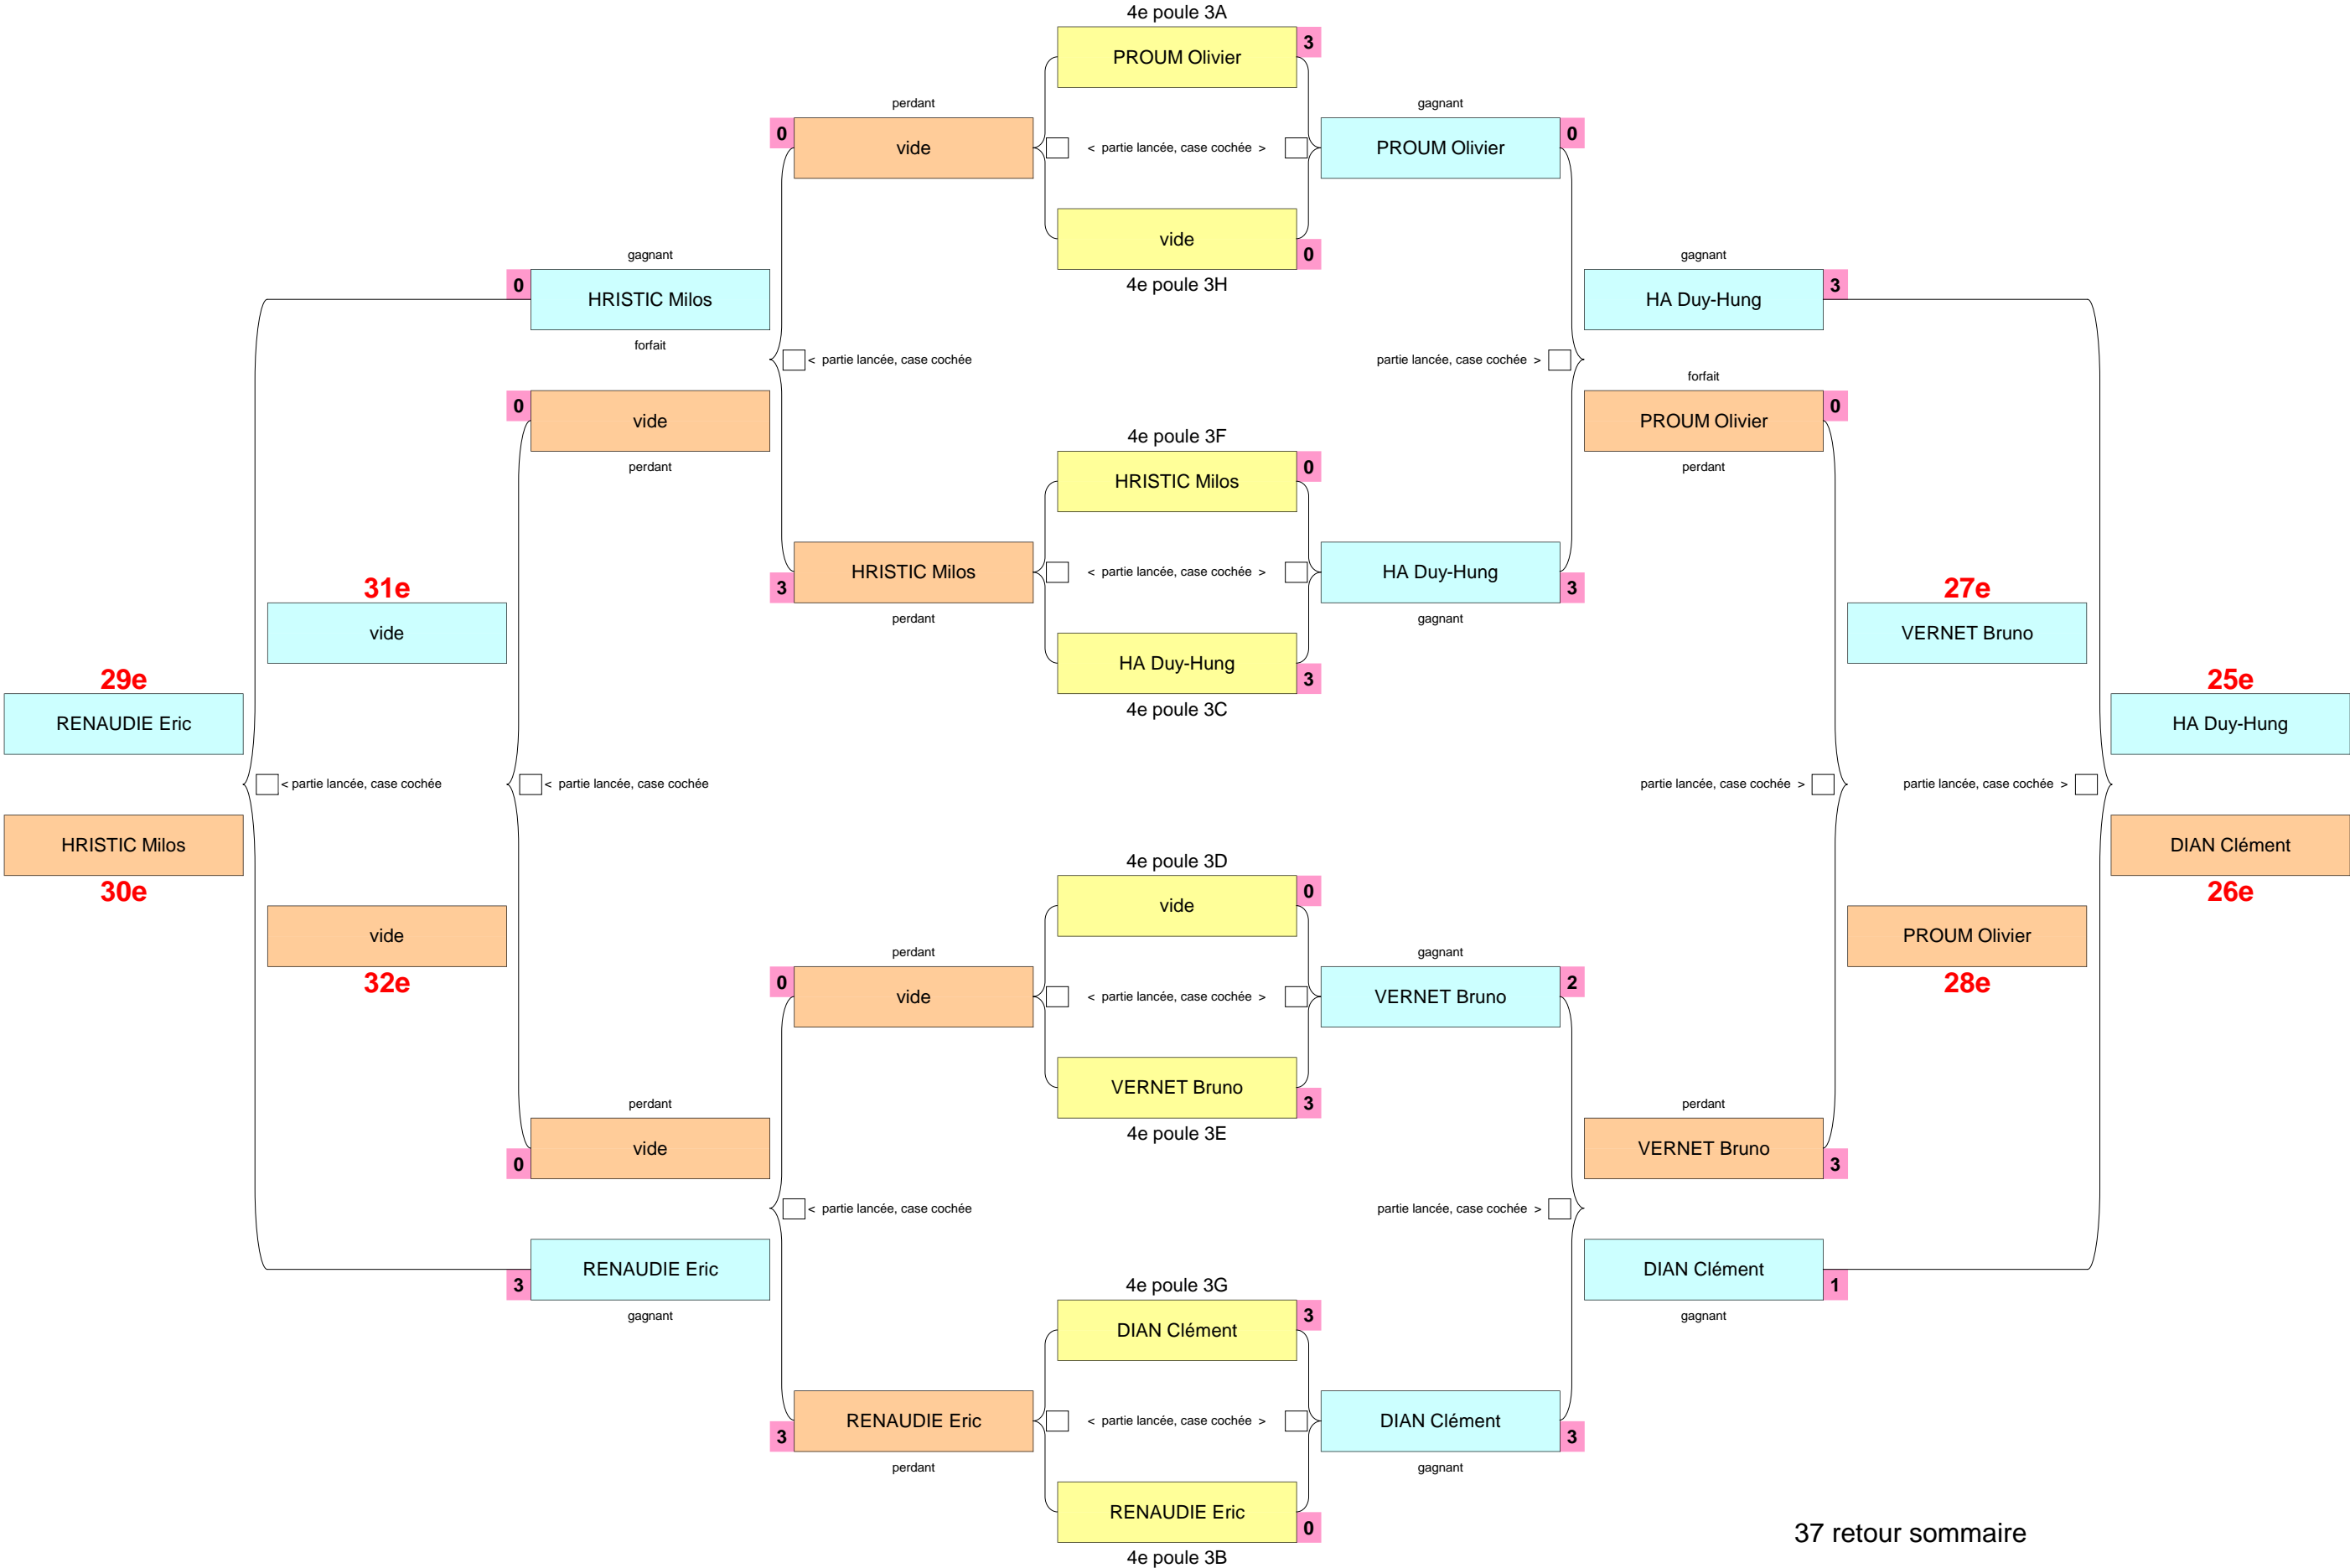 4e poule 3A
PROUM Olivier
3
perdant
gagnant
0
vide
< partie lancée, case cochée >
PROUM Olivier
0
vide
0
4e poule 3H
gagnant
gagnant
0
HRISTIC Milos
HA Duy-Hung
3
forfait
< partie lancée, case cochée
partie lancée, case cochée >
forfait
0
vide
PROUM Olivier
0
perdant
4e poule 3F
perdant
HRISTIC Milos
0
HRISTIC Milos
3
< partie lancée, case cochée >
HA Duy-Hung
3
31e
27e
perdant
gagnant
vide
VERNET Bruno
HA Duy-Hung
3
29e
25e
4e poule 3C
RENAUDIE Eric
HA Duy-Hung
< partie lancée, case cochée
< partie lancée, case cochée
partie lancée, case cochée >
partie lancée, case cochée >
HRISTIC Milos
DIAN Clément
4e poule 3D
30e
26e
vide
0
vide
PROUM Olivier
perdant
gagnant
32e
28e
0
vide
< partie lancée, case cochée >
VERNET Bruno
2
VERNET Bruno
3
perdant
perdant
4e poule 3E
vide
0
VERNET Bruno
3
< partie lancée, case cochée
partie lancée, case cochée >
RENAUDIE Eric
3
DIAN Clément
1
4e poule 3G
gagnant
gagnant
DIAN Clément
3
RENAUDIE Eric
3
< partie lancée, case cochée >
DIAN Clément
3
perdant
gagnant
RENAUDIE Eric
0
37 retour sommaire
4e poule 3B